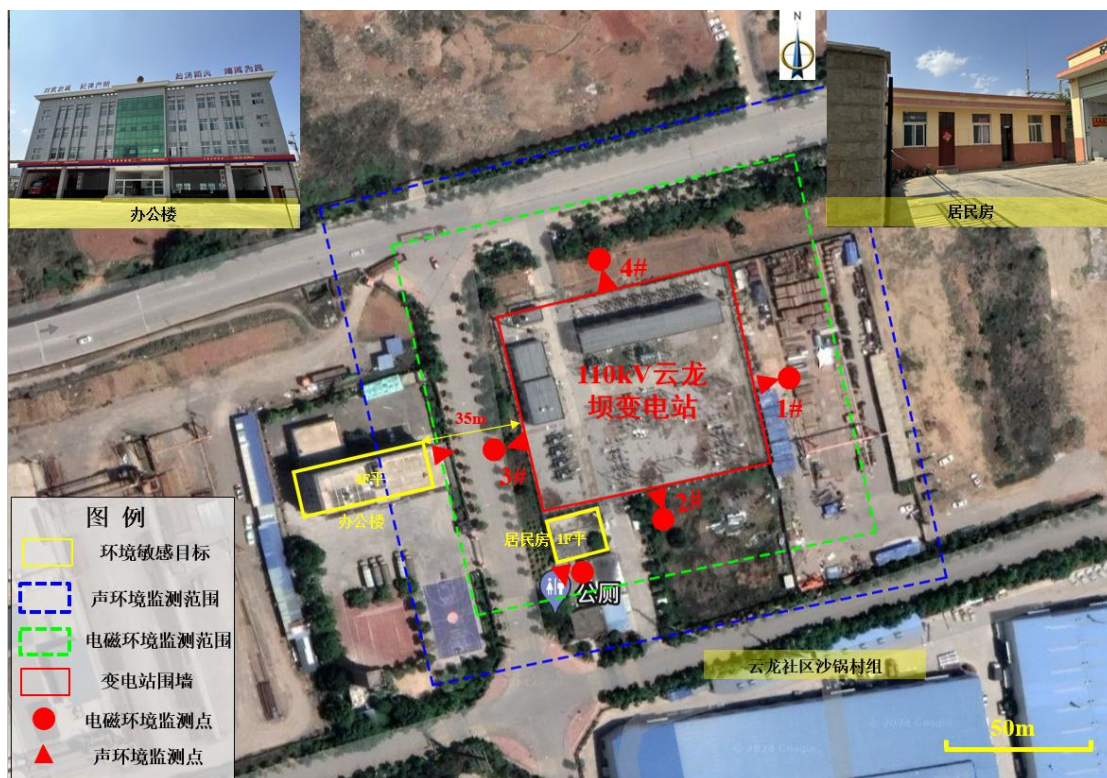 N
办公楼
居民房
4#
110kV云龙
坝变电站
1#
35m
3#
2#
办公楼
居民房 1F平
公厕
图 例
环境敏感目标
声环境监测范围
电磁环境监测范围
变电站围墙
电磁环境监测点
声环境监测点
云龙社区沙锅村组
50m